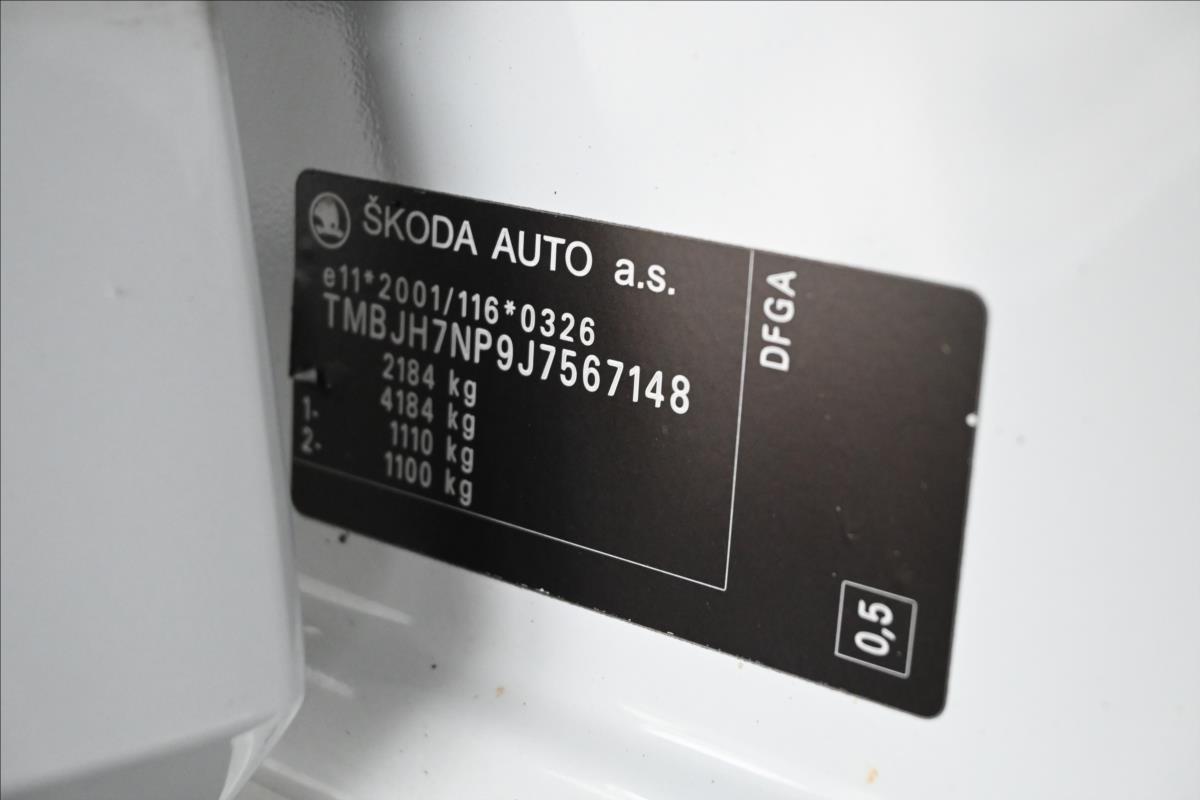 ŠKODA AUTO a.s.
e11*2001/116*0326
TMBJH7NP9J7567148
2184 kg
4184 kg
1- 1110 kg
2- 1100 kg
DFGA
0,5